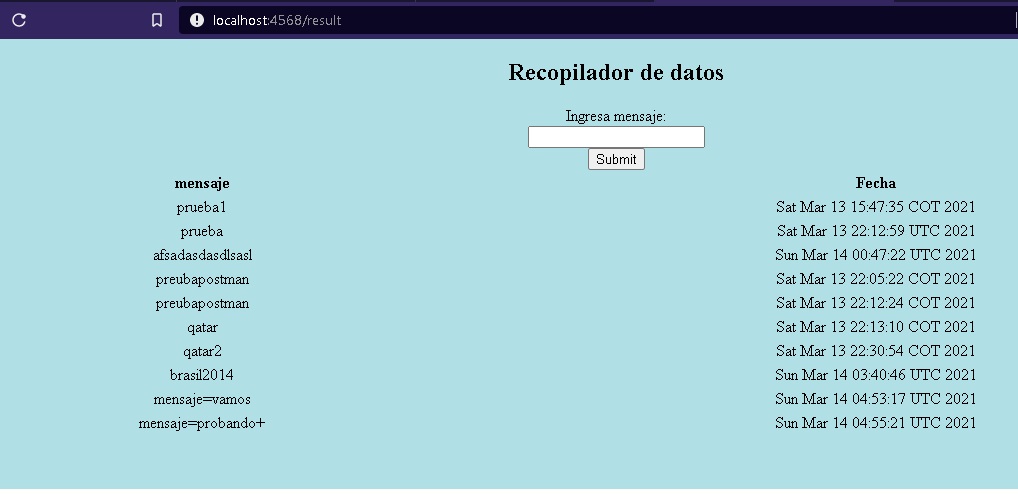 localhost:4568/result
Recopilador de datos
Ingresa mensaje:
Submit
mensaje Fecha
prueba1 Sat Mar 13 15:47:35 COT 2021
prueba Sat Mar 13 22:12:59 UTC 2021
afsadasdasdlsasl Sun Mar 14 00:47:22 UTC 2021
preubapostman Sat Mar 13 22:05:22 COT 2021
preubapostman Sat Mar 13 22:12:24 COT 2021
qatar Sat Mar 13 22:13:10 COT 2021
qatar2 Sat Mar 13 22:30:54 COT 2021
brasil2014 Sun Mar 14 03:40:46 UTC 2021
mensaje=vamos Sun Mar 14 04:53:17 UTC 2021
mensaje=probando+ Sun Mar 14 04:55:21 UTC 2021